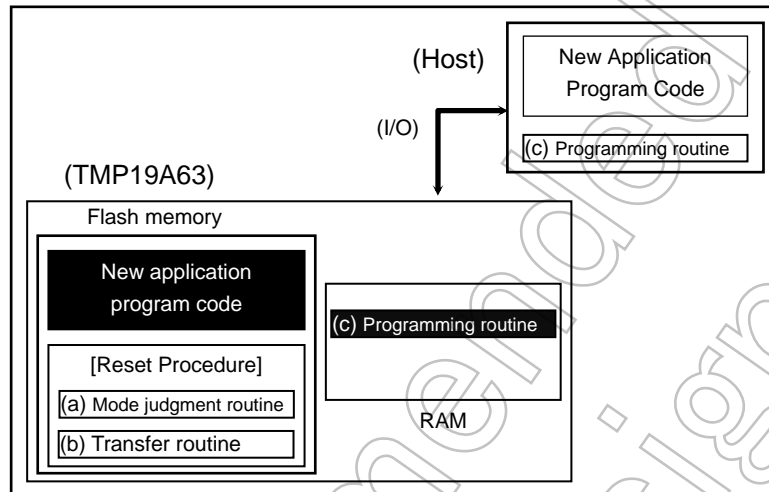 (Host)
New Application
Program Code
(I/O)
(c) Programming routine
(TMP19A63)
Flash memory
New application
program code
(c) Programming routine
[Reset Procedure]
(a) Mode judgment routine
(b) Transfer routine
RAM